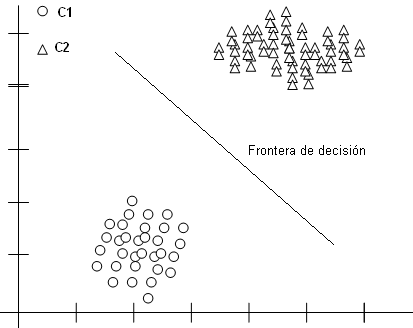 C1
C2
Frontera de decisión